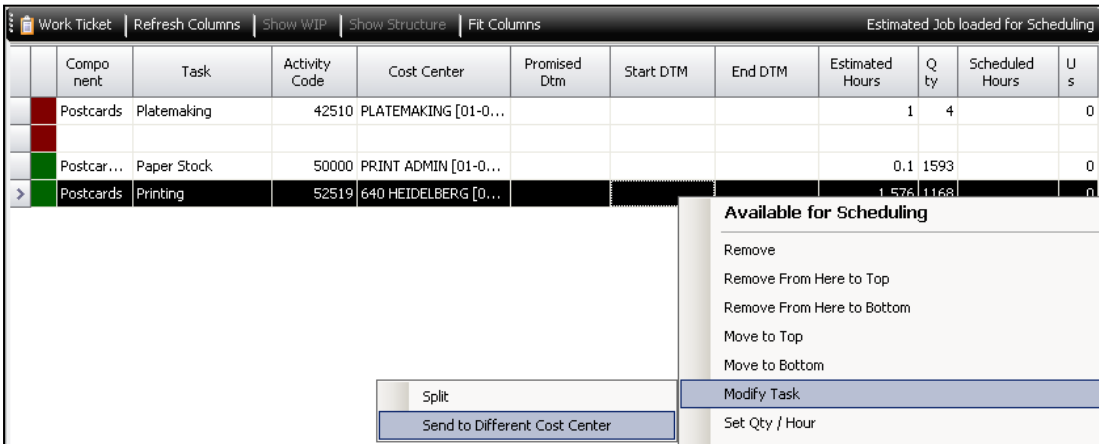 Work Ticket Refresh Columns Show WIP Show Structure Fit Columns Estimated Job loaded for Scheduling
Compo
nent Task Activity
Code Cost Center Promised
Dtm Start DTM End DTM Estimated
Hours Q
ty Scheduled
Hours U
s
Postcards Platemaking 42510 PLATEMAKING [01-0... 1 4 0
Postcar... Paper Stock 50000 PRINT ADMIN [01-0... 0.1 1593 0
Postcards Printing 52519 640 HEIDELBERG [0... 1.576 1168 0
Available for Scheduling
Remove
Remove From Here to Top
Remove From Here to Bottom
Move to Top
Move to Bottom
Split Modify Task
Send to Different Cost Center Set Qty / Hour